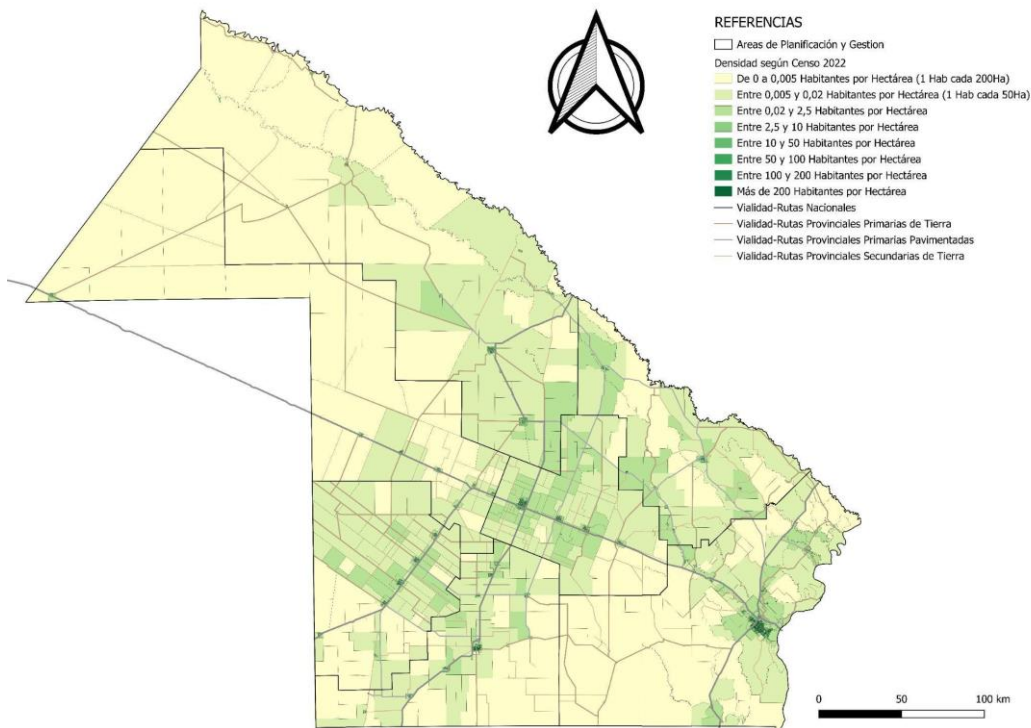 REFERENCIAS
Areas de Planificación y Gestion
Densidad según Censo 2022
De 0 a 0,005 Habitantes por Hectárea (1 Hab cada 200Ha)
Entre 0,005 y 0,02 Habitantes por Hectárea (1 Hab cada 50Ha)
Entre 0,02 y 2,5 Habitantes por Hectárea
Entre 2,5 y 10 Habitantes por Hectárea
Entre 10 y 50 Habitantes por Hectárea
Entre 50 y 100 Habitantes por Hectárea
Entre 100 y 200 Habitantes por Hectárea
Más de 200 Habitantes por Hectárea
Vialidad-Rutas Nacionales
Vialidad-Rutas Provinciales Primarias de Tierra
Vialidad-Rutas Provinciales Primarias Pavimentadas
Vialidad-Rutas Provinciales Secundarias de Tierra
0 50 100 km